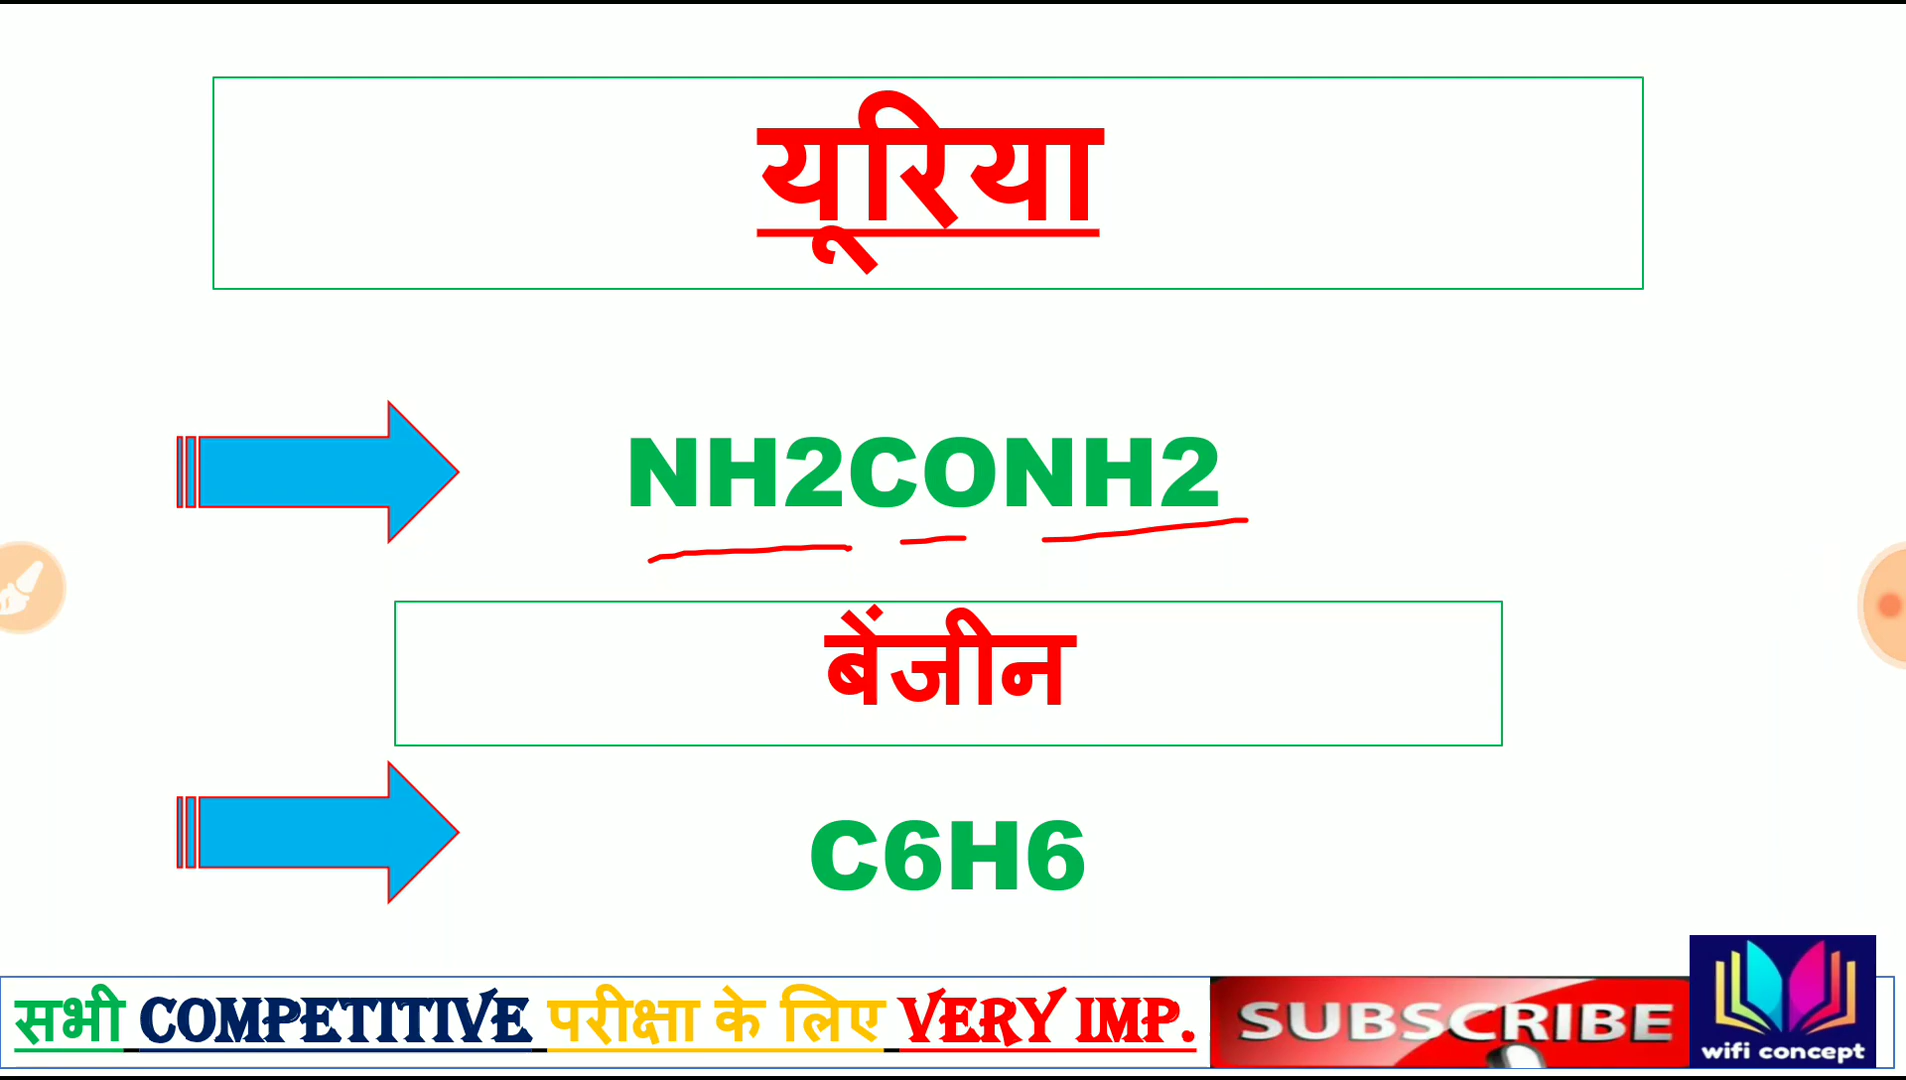 यूरिया
NH2CONH2
बेंजीन
C6H6
सभी COMPETITIVE परीक्षा के लिए VERY IMP.
SUBSCRIBE
wifi concept